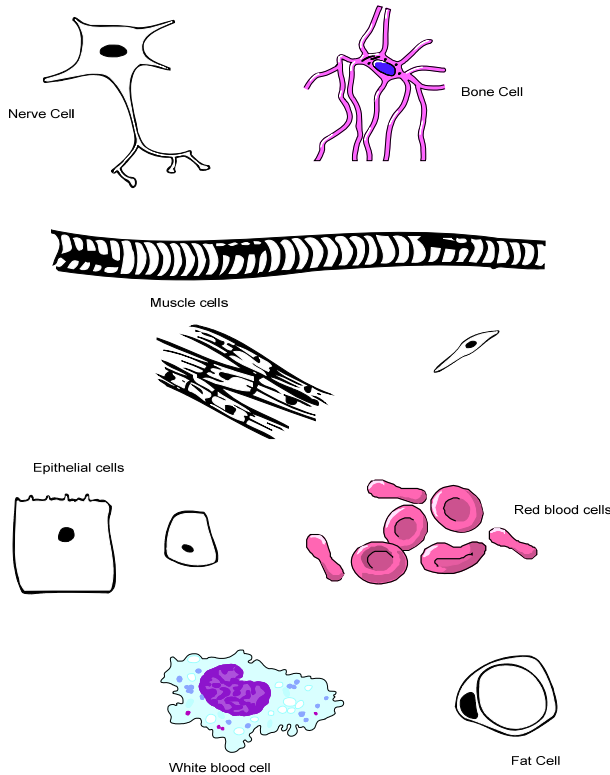 Nerve Cell
Bone Cell
Muscle cells
Epithelial cells
Red blood cells
White blood cell
Fat Cell